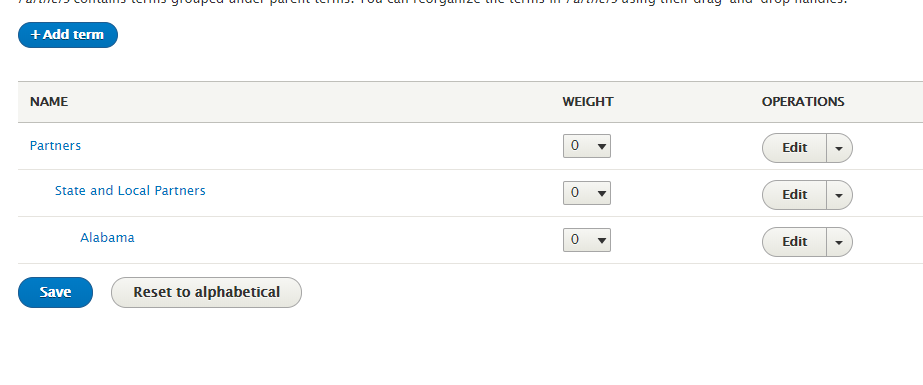 contains terms grouped under parent terms. You can reorganize the terms in using their drag-and-drop handles.
+ Add term
NAME WEIGHT OPERATIONS
Partners 0 Edit
State and Local Partners 0 Edit
Alabama 0 Edit
Save Reset to alphabetical